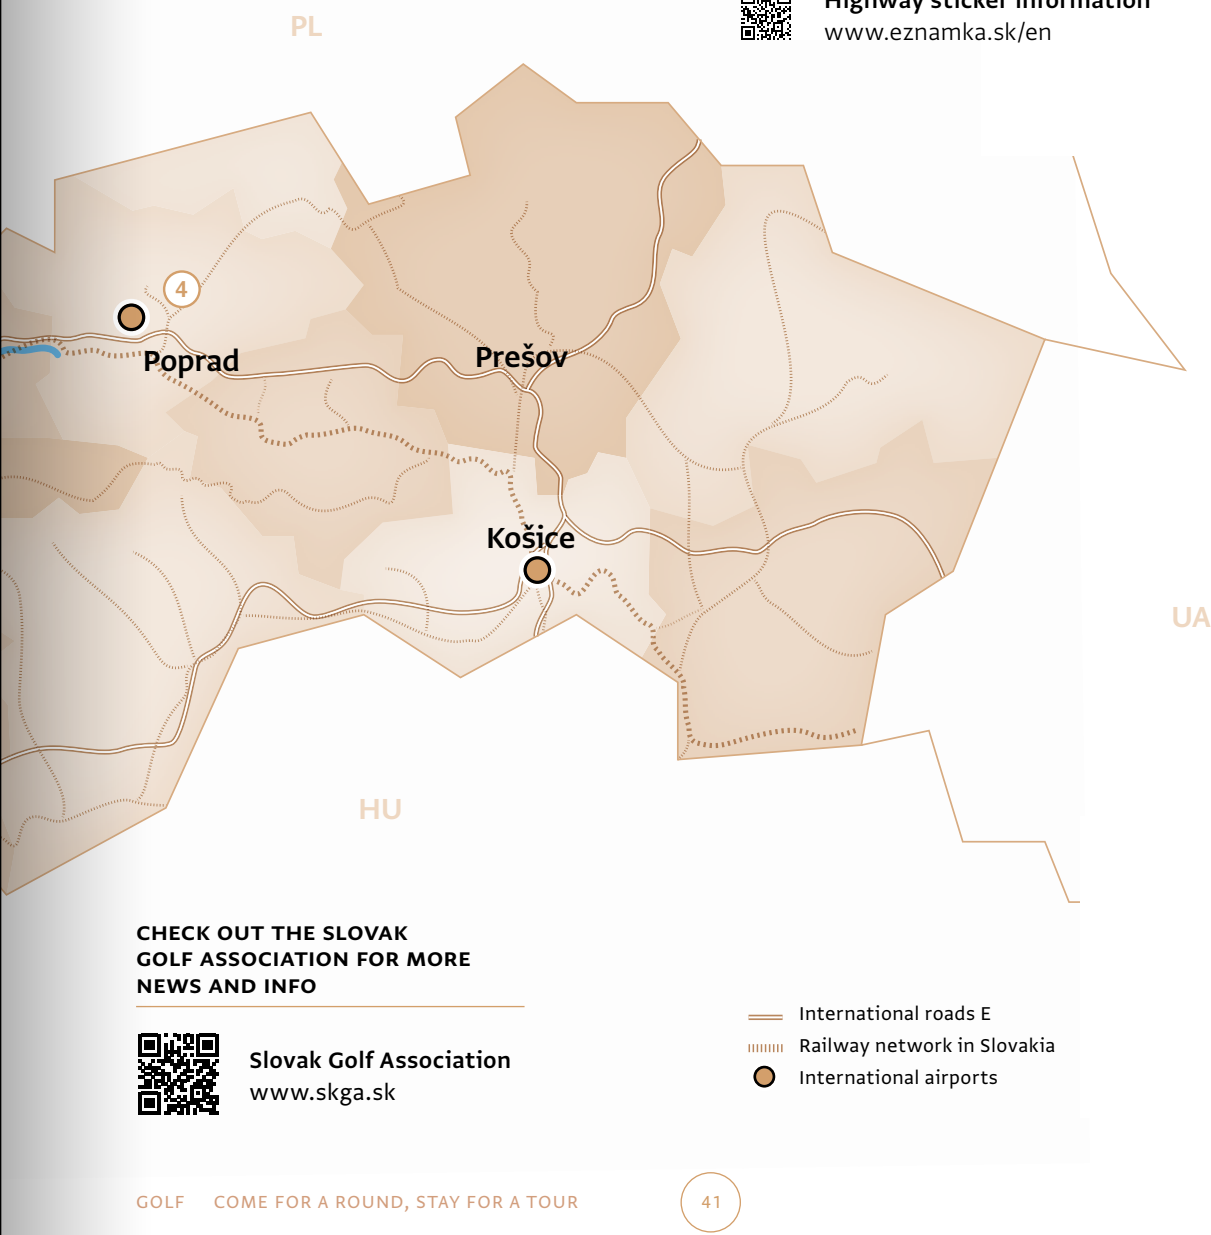 PL
Highway sticker information
www.eznamka.sk/en
4
Poprad
Prešov
Košice
UA
HU
CHECK OUT THE SLOVAK
GOLF ASSOCIATION FOR MORE
NEWS AND INFO
Slovak Golf Association
www.skga.sk
International roads E
Railway network in Slovakia
International airports
GOLF COME FOR A ROUND, STAY FOR A TOUR 41